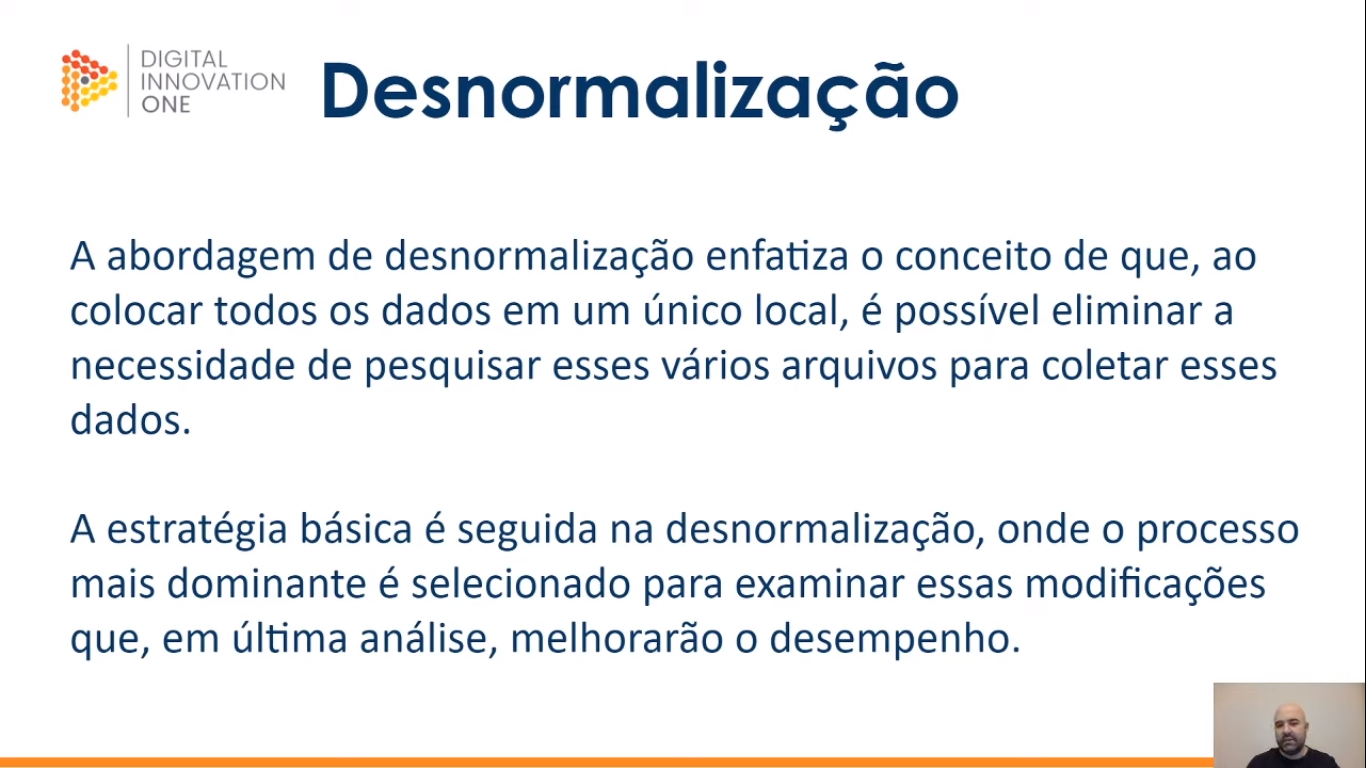 DIGITAL
INNOVATION
ONE
Desnormalização
A abordagem de desnormalização enfatiza o conceito de que, ao
colocar todos os dados em um único local, é possível eliminar a
necessidade de pesquisar esses vários arquivos para coletar esses
dados.
A estratégia básica é seguida na desnormalização, onde o processo
mais dominante é selecionado para examinar essas modificações
que, em última análise, melhorarão o desempenho.